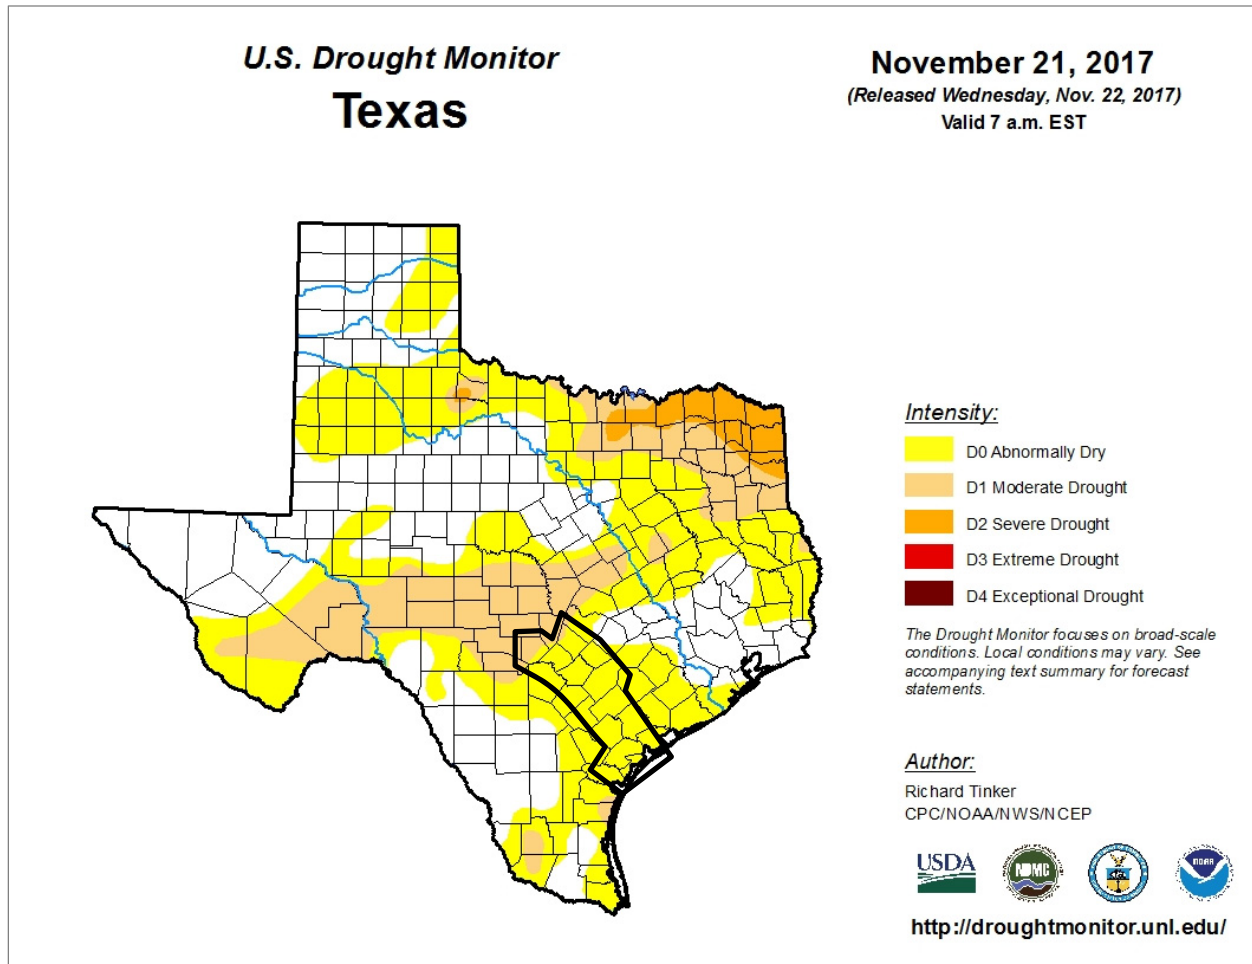 U.S. Drought Monitor
Texas
November 21, 2017
(Released Wednesday, Nov. 22, 2017)
Valid 7 a.m. EST
Intensity:
D0 Abnormally Dry
D1 Moderate Drought
D2 Severe Drought
D3 Extreme Drought
D4 Exceptional Drought
The Drought Monitor focuses on broad-scale
conditions. Local conditions may vary. See
accompanying text summary for forecast
statements.
Author:
Richard Tinker
CPC/NOAA/NWS/NCEP
USDA
NDMC
NOAA
http://droughtmonitor.unl.edu/